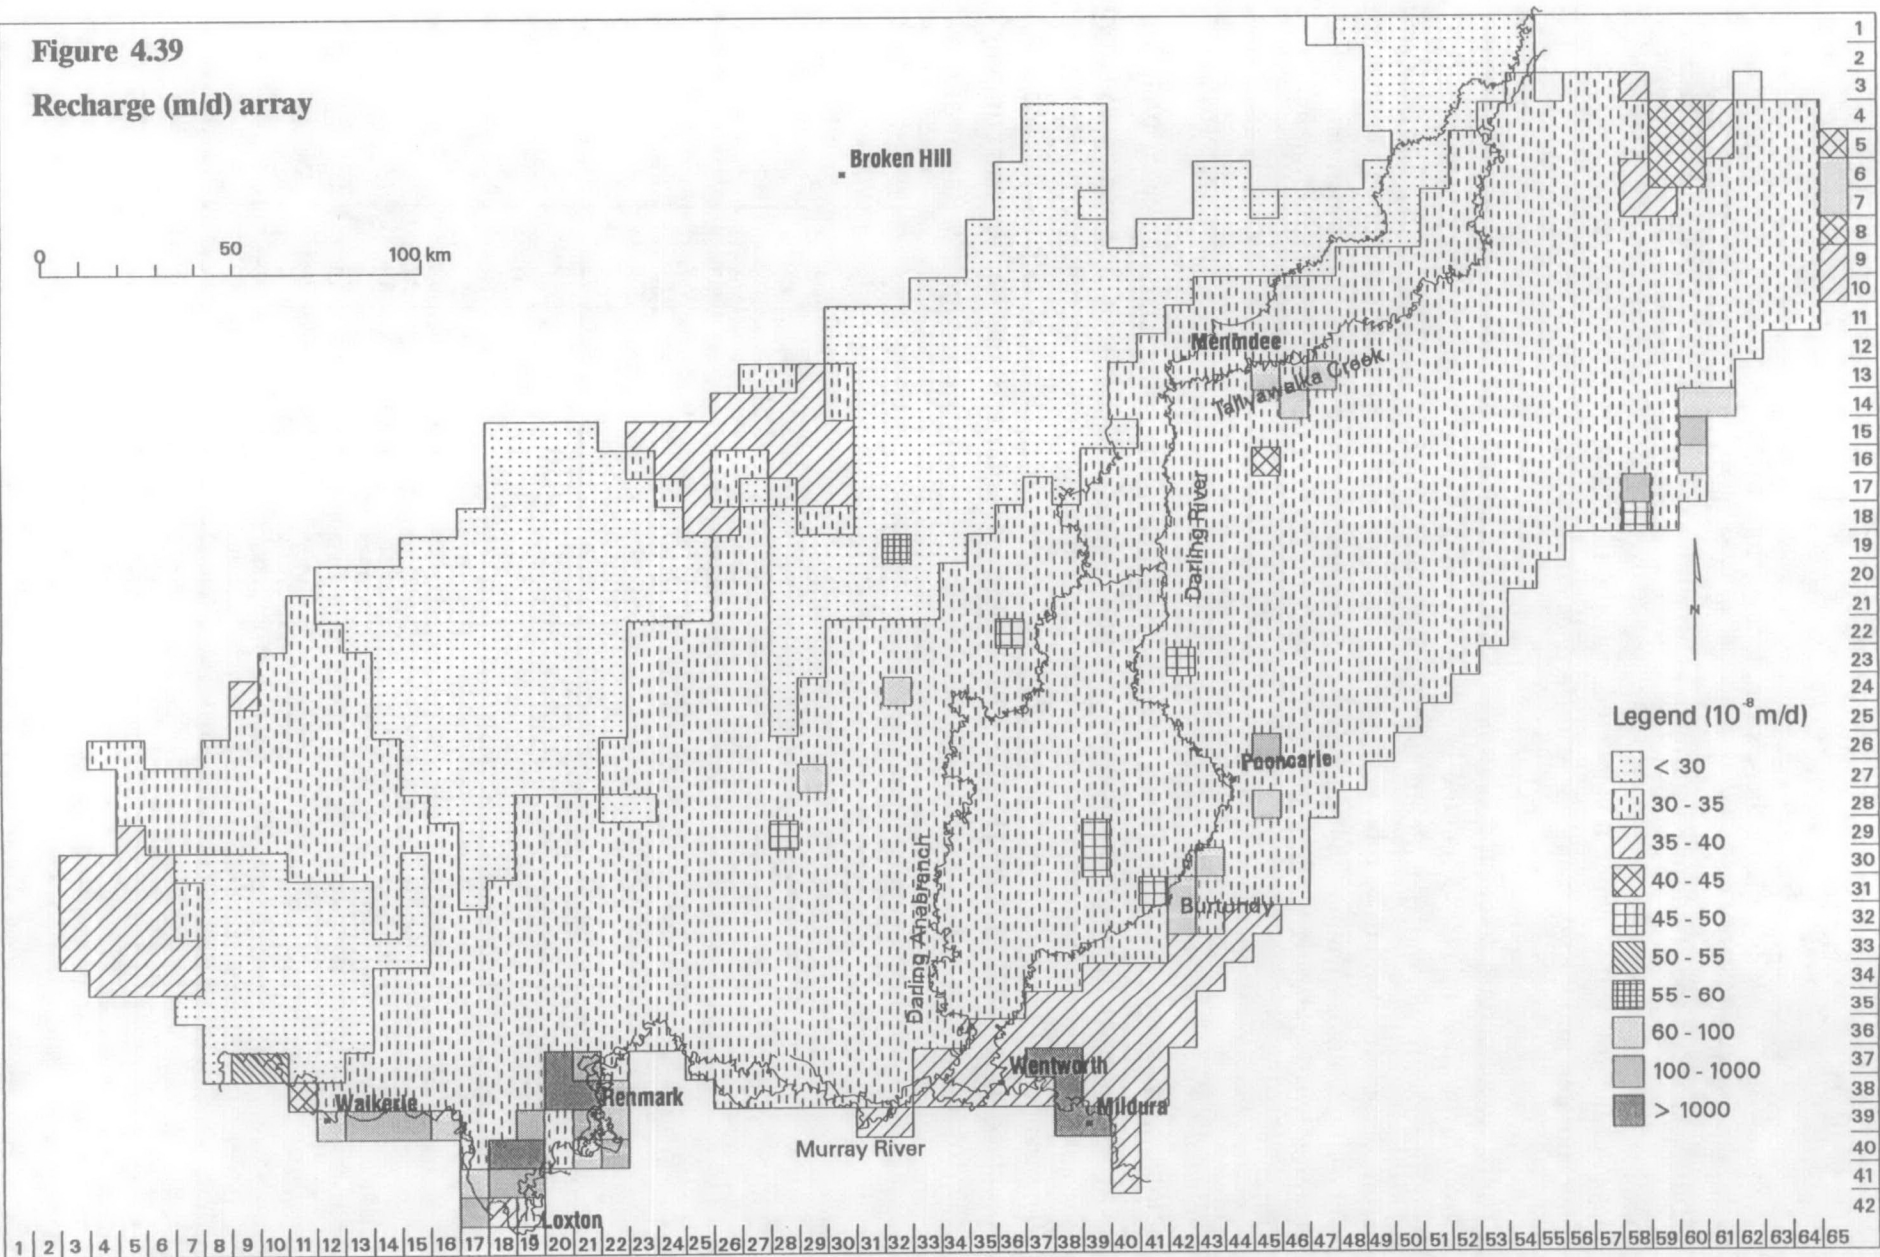 Figure 4.39
Recharge (m/d) array
Broken Hill
0 50 100 km
Menindee
Tallyawalka Creek
Darling River
Pooncarie
Darling Anabranch
Burtundy
Wentworth
Mildura
Renmark
Waikerie
Murray River
Loxton
N
Legend (10⁻⁸m/d)
< 30
30 - 35
35 - 40
40 - 45
45 - 50
50 - 55
55 - 60
60 - 100
100 - 1000
> 1000
1
2
3
4
5
6
7
8
9
10
11
12
13
14
15
16
17
18
19
20
21
22
23
24
25
26
27
28
29
30
31
32
33
34
35
36
37
38
39
40
41
42
1 2 3 4 5 6 7 8 9 10 11 12 13 14 15 16 17 18 19 20 21 22 23 24 25 26 27 28 29 30 31 32 33 34 35 36 37 38 39 40 41 42 43 44 45 46 47 48 49 50 51 52 53 54 55 56 57 58 59 60 61 62 63 64 65